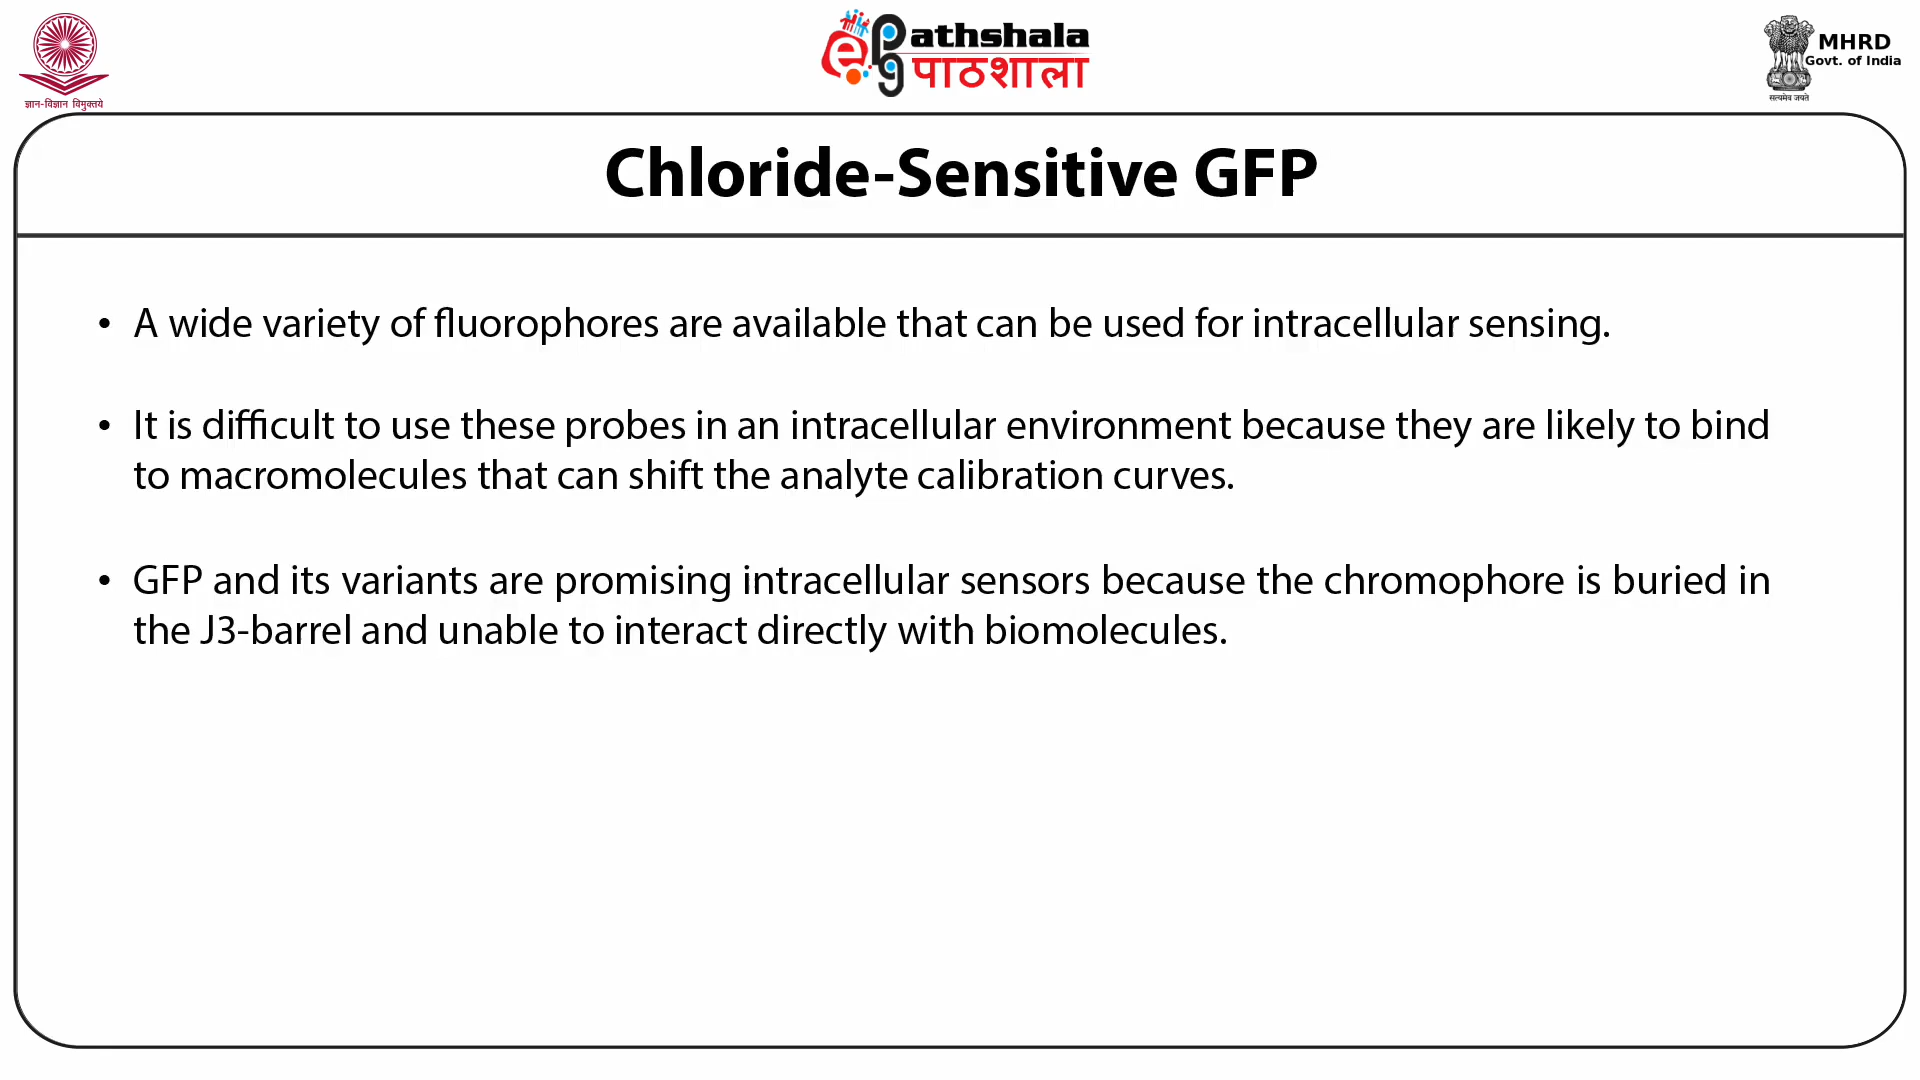 ज्ञान-विज्ञान विमुक्तये
ePathshala
पाठशाला
MHRD
Govt. of India
सत्यमेव जयते
Chloride-Sensitive GFP
• A wide variety of fluorophores are available that can be used for intracellular sensing.
• It is difficult to use these probes in an intracellular environment because they are likely to bind
to macromolecules that can shift the analyte calibration curves.
• GFP and its variants are promising intracellular sensors because the chromophore is buried in
the J3-barrel and unable to interact directly with biomolecules.